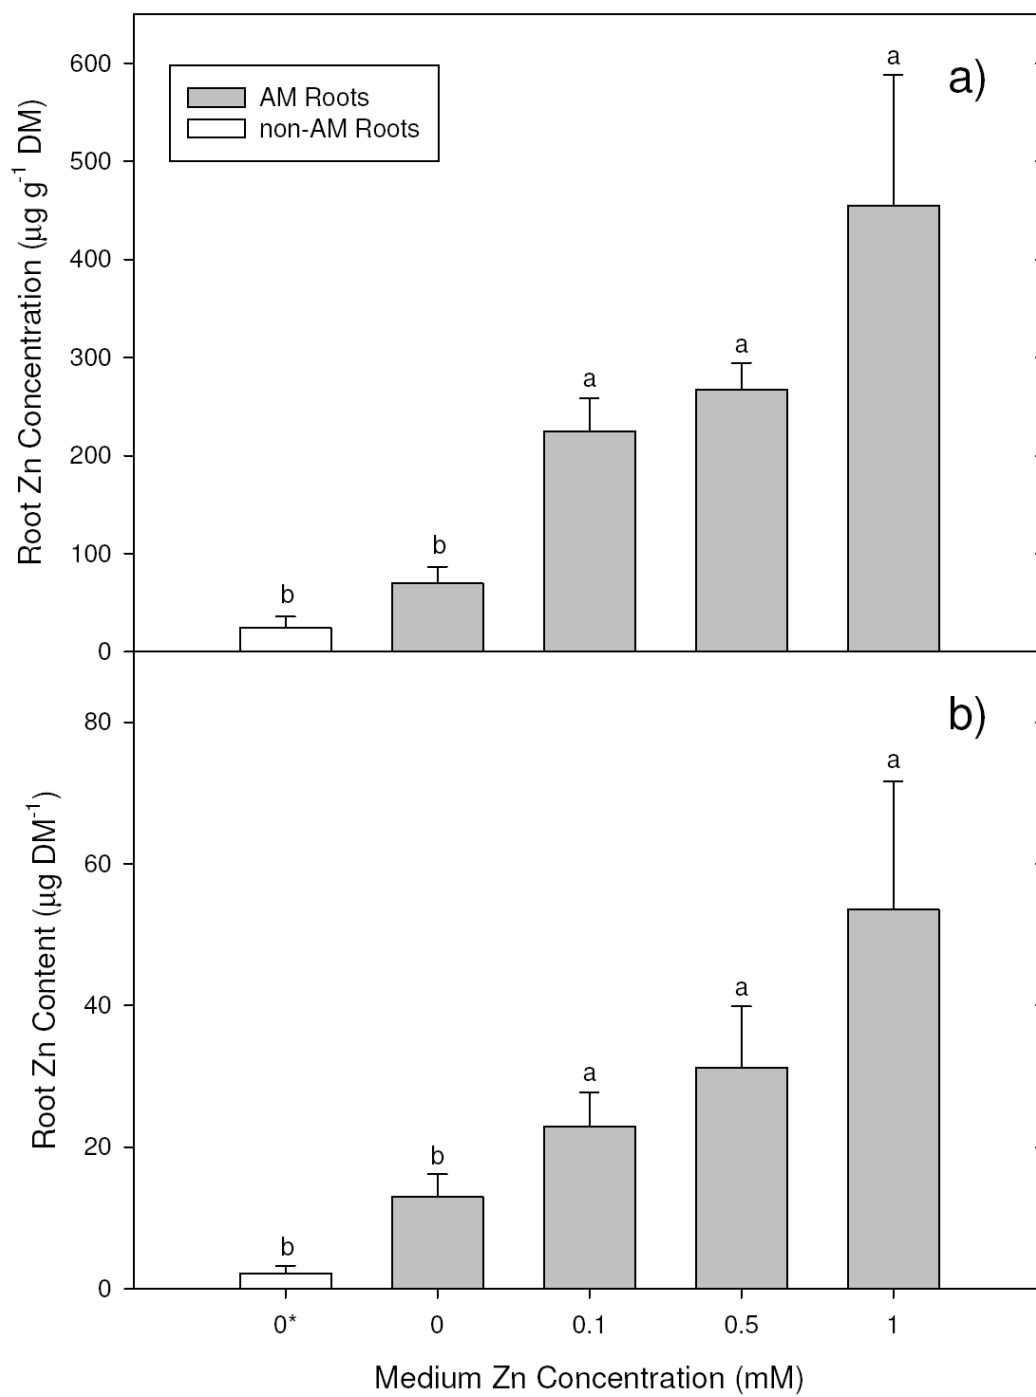 a)
AM Roots
non-AM Roots
Root Zn Concentration (µg g⁻¹ DM)
600
500
400
300
200
100
0
b
b
a
a
a
b)
Root Zn Content (µg DM⁻¹)
80
60
40
20
0
b
b
a
a
a
0* 0 0.1 0.5 1
Medium Zn Concentration (mM)